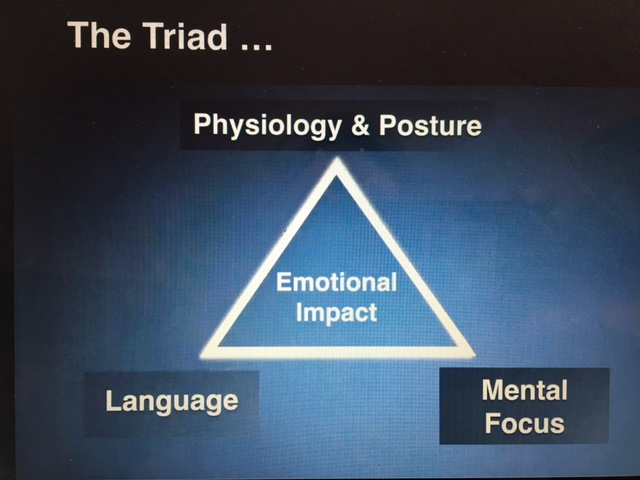 The Triad ...
Physiology & Posture
Emotional
Impact
Language
Mental
Focus